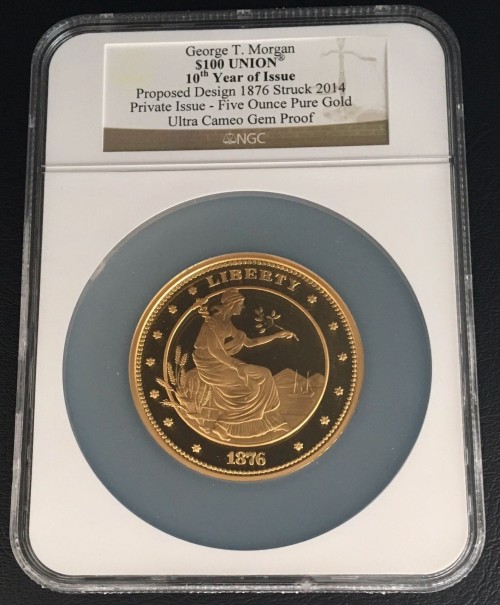 George T. Morgan
$100 UNION®
10th Year of Issue
Proposed Design 1876 Struck 2014
Private Issue - Five Ounce Pure Gold
Ultra Cameo Gem Proof
NGC
LIBERTY
1876